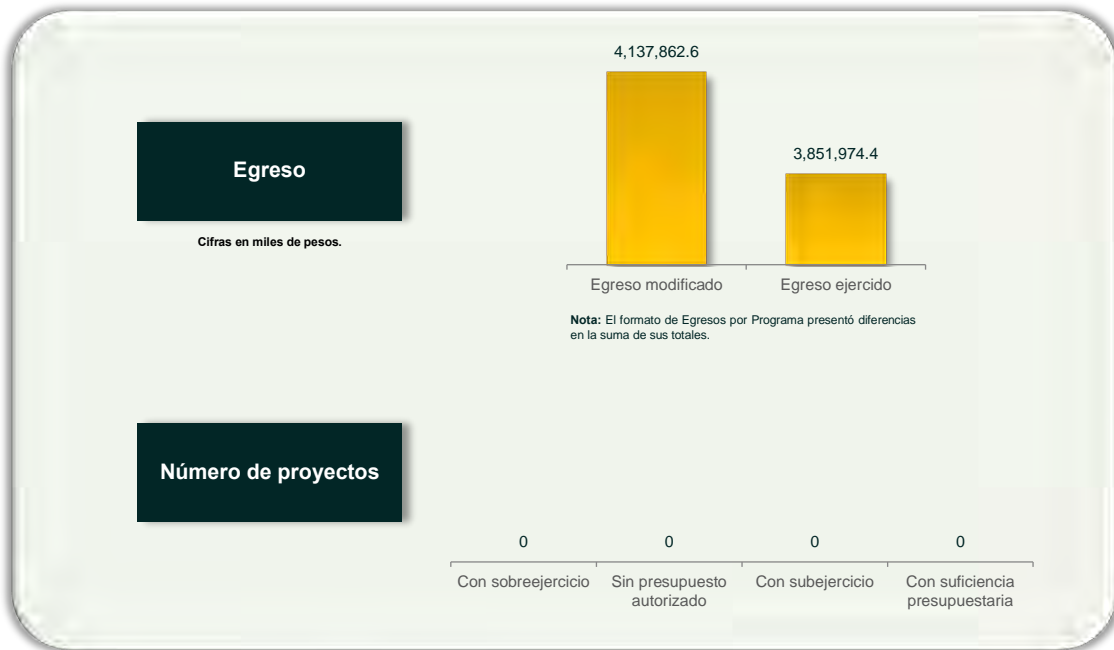 4,137,862.6
3,851,974.4
Egreso
Cifras en miles de pesos.
Egreso modificado
Egreso ejercido
Nota: El formato de Egresos por Programa presentó diferencias
en la suma de sus totales.
Número de proyectos
0
0
0
0
Con sobreejercicio
Sin presupuesto
autorizado
Con subejercicio
Con suficiencia
presupuestaria